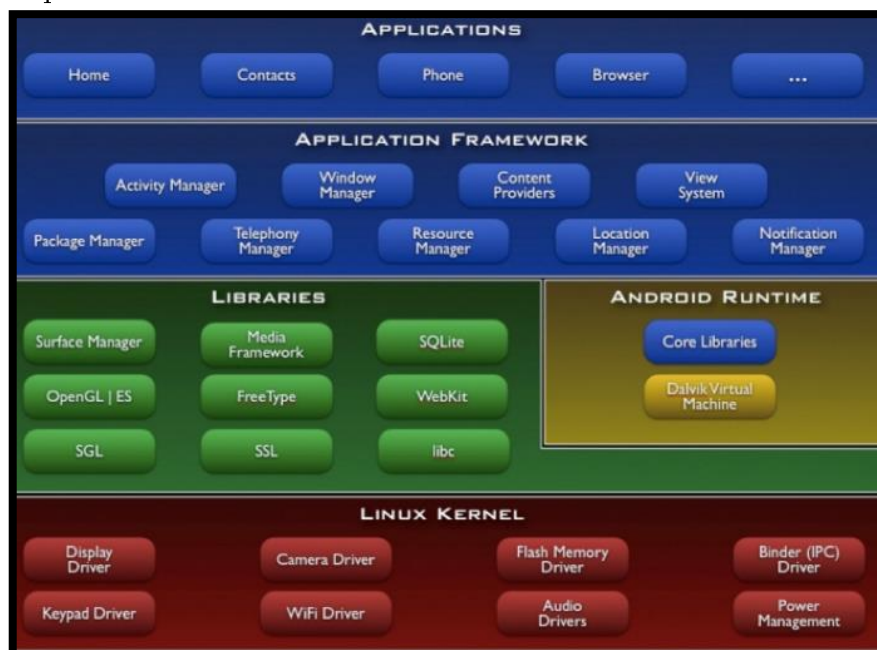 APPLICATIONS
Home
Contacts
Phone
Browser
...
APPLICATION FRAMEWORK
Activity Manager
Window
Manager
Content
Providers
View
System
Package Manager
Telephony
Manager
Resource
Manager
Location
Manager
Notification
Manager
LIBRARIES
Surface Manager
Media
Framework
SQLite
OpenGL | ES
FreeType
WebKit
SGL
SSL
libc
ANDROID RUNTIME
Core Libraries
Dalvik Virtual
Machine
LINUX KERNEL
Display
Driver
Camera Driver
Flash Memory
Driver
Binder (IPC)
Driver
Keypad Driver
WiFi Driver
Audio
Drivers
Power
Management